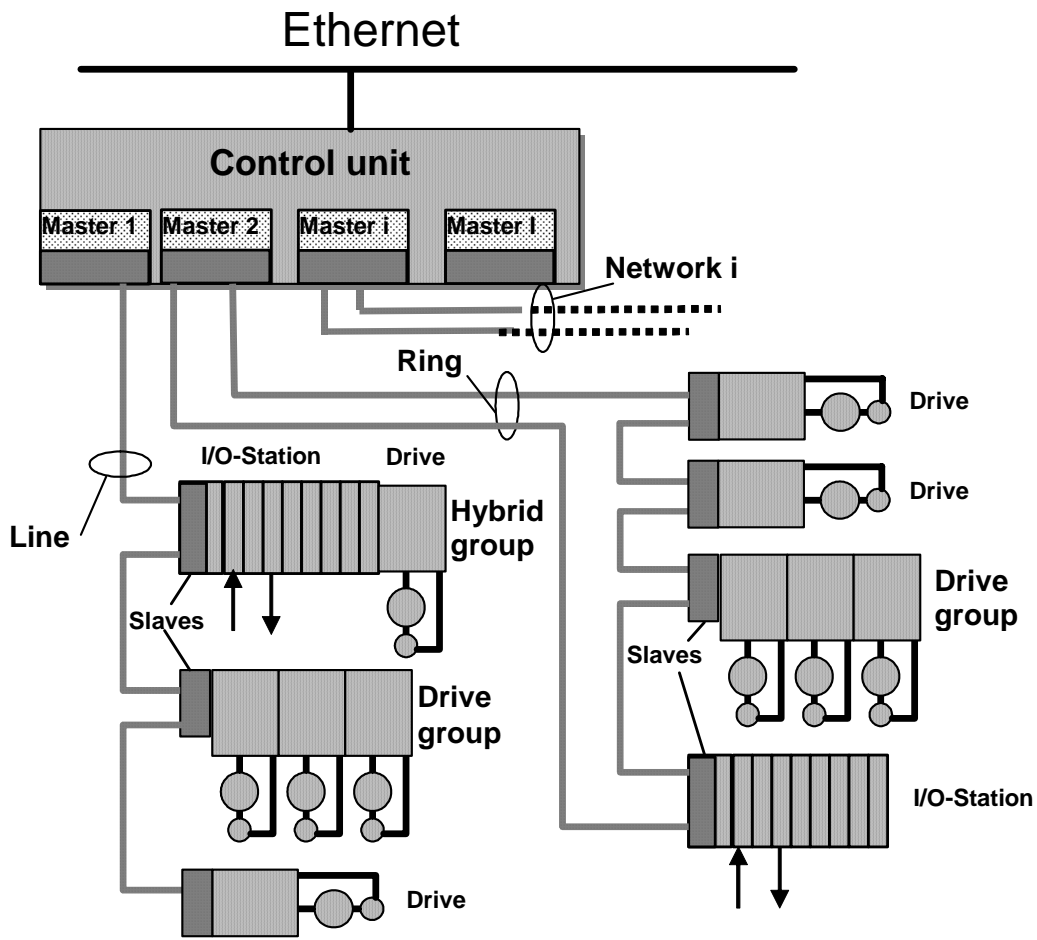 Ethernet
Control unit
Master 1
Master 2
Master i
Master I
Network i
Ring
Drive
I/O-Station
Drive
Line
Hybrid
group
Drive
Slaves
Drive
group
Slaves
Drive
group
I/O-Station
Drive